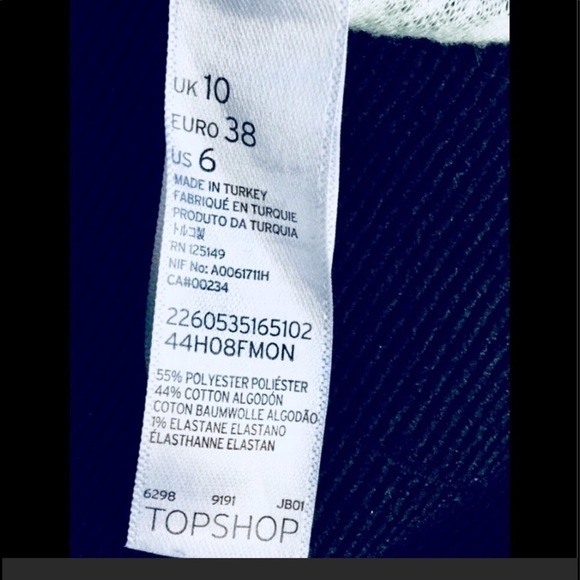 UK 10
EURO 38
US 6
MADE IN TURKEY
FABRIQUÉ EN TURQUIE
PRODUTO DA TURQUIA
トルコ製
RN 125149
NIF No: A0061711H
CA#00234
2260535165102
44H08FMON
55% POLYESTER POLIÉSTER
44% COTTON ALGODÓN
COTON BAUMWOLLE ALGODÃO
1% ELASTANE ELASTANO
ÉLASTHANNE ELASTAN
6298 9191 JB01
TOPSHOP